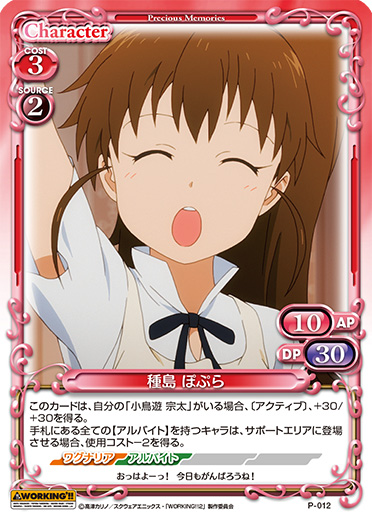 Precious Memories
Character
COST
3
SOURCE
2
10 AP
DP 30
種島 ぽぷら
このカードは、自分の「小鳥遊 宗太」がいる場合、〔アクティブ〕、+30/
+30を得る。
手札にある全ての【アルバイト】を持つキャラは、サポートエリアに登場
させる場合、使用コスト-2を得る。
ワグナリア アルバイト
おっはよーっ! 今日もがんばろうね!
WORKING'!!
©高津カリノ/スクウェアエニックス・「WORKING'!!2」製作委員会
P-012